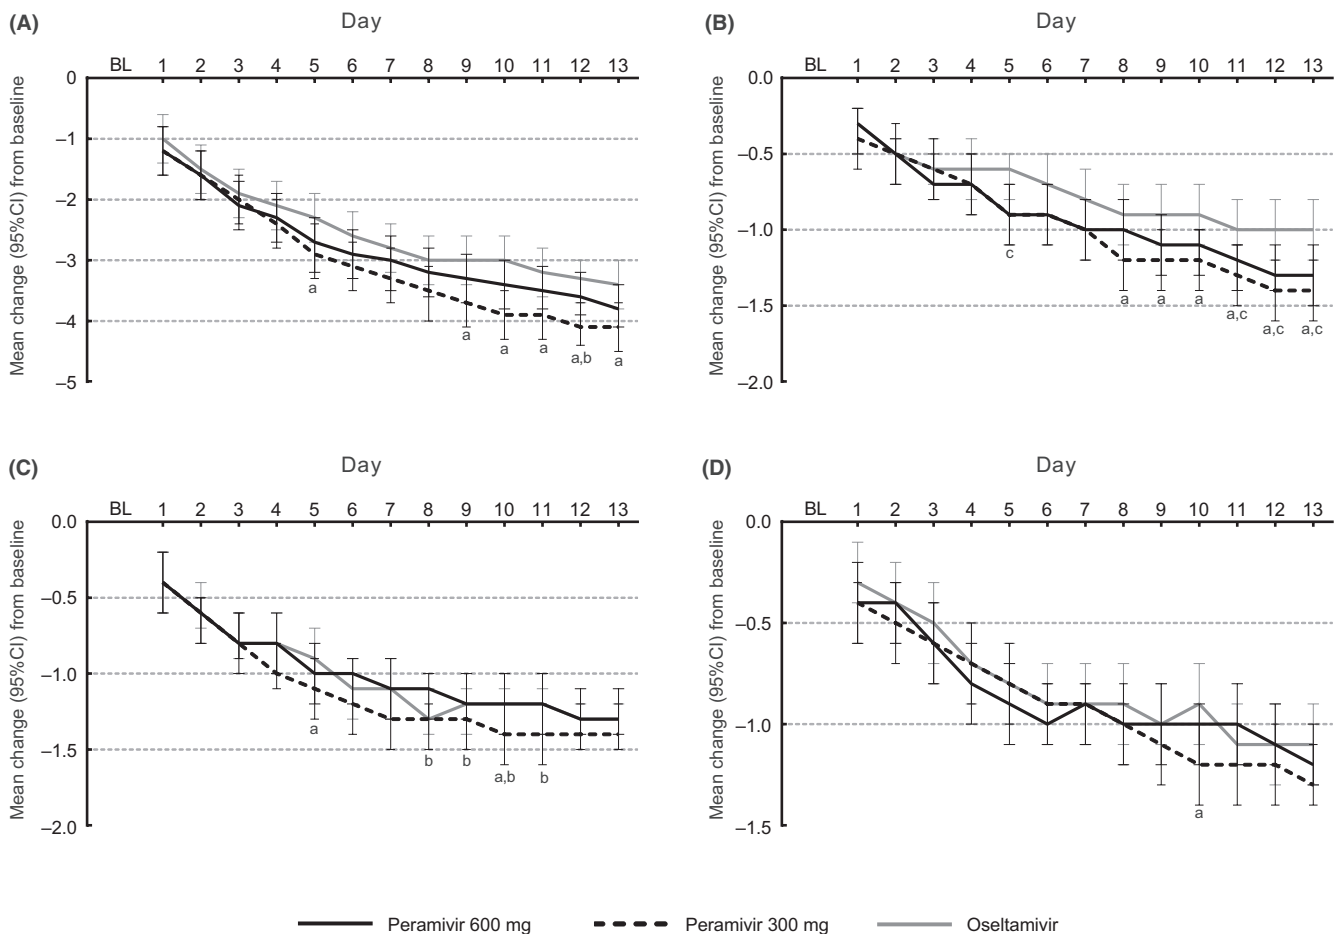 (A)
Day
BL 1 2 3 4 5 6 7 8 9 10 11 12 13
Mean change (95%CI) from baseline
0
–1
–2
–3
–4
–5
a
a
a
a
a,b
a
(B)
Day
BL 1 2 3 4 5 6 7 8 9 10 11 12 13
Mean change (95%CI) from baseline
0.0
–0.5
–1.0
–1.5
–2.0
c
a
a
a
a,c
a,c
a,c
(C)
Day
BL 1 2 3 4 5 6 7 8 9 10 11 12 13
Mean change (95%CI) from baseline
0.0
–0.5
–1.0
–1.5
–2.0
a
b
b
a,b
b
(D)
Day
BL 1 2 3 4 5 6 7 8 9 10 11 12 13
Mean change (95%CI) from baseline
0.0
–0.5
–1.0
–1.5
a
Peramivir 600 mg
Peramivir 300 mg
Oseltamivir